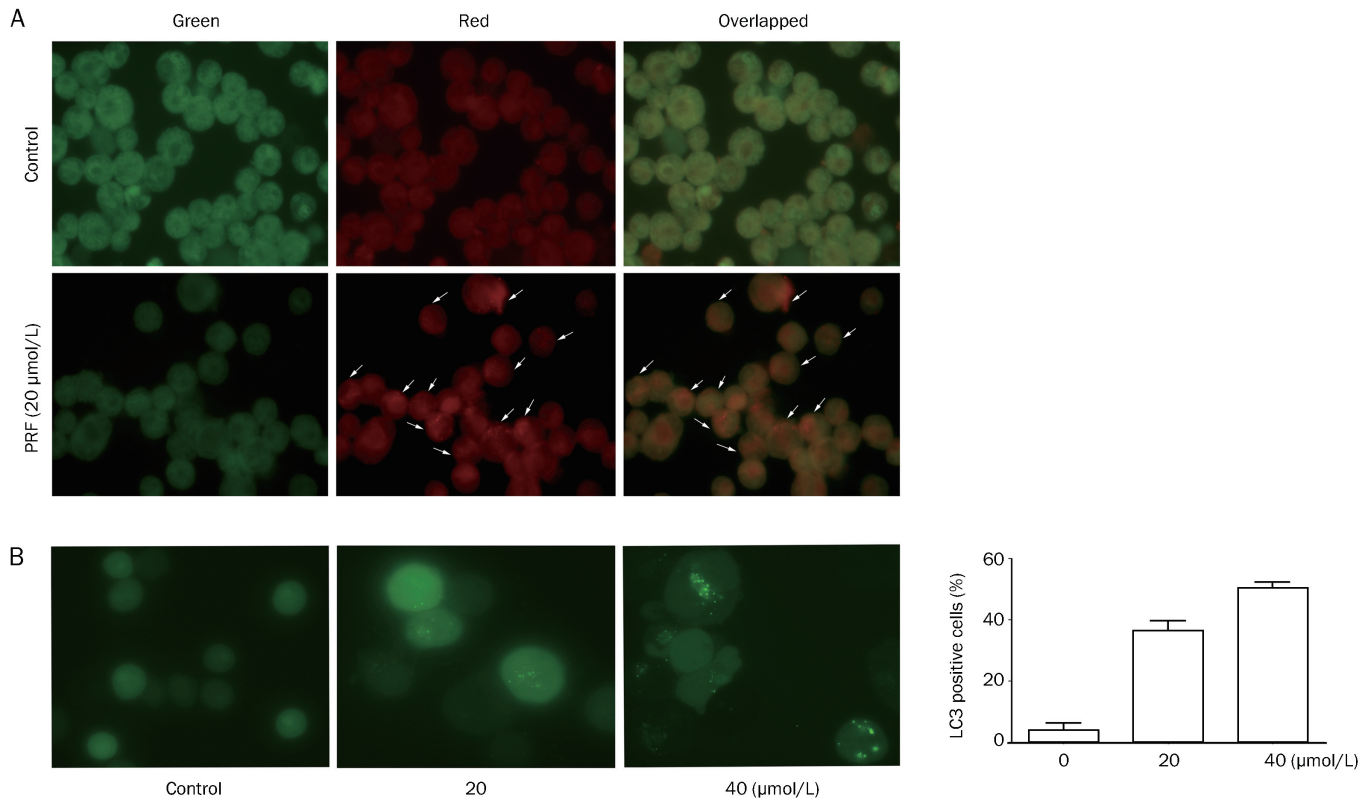 A
Green
Red
Overlapped
Control
PRF (20 μmol/L)
B
Control
20
40 (μmol/L)
LC3 positive cells (%)
60
40
20
0
0
20
40 (μmol/L)